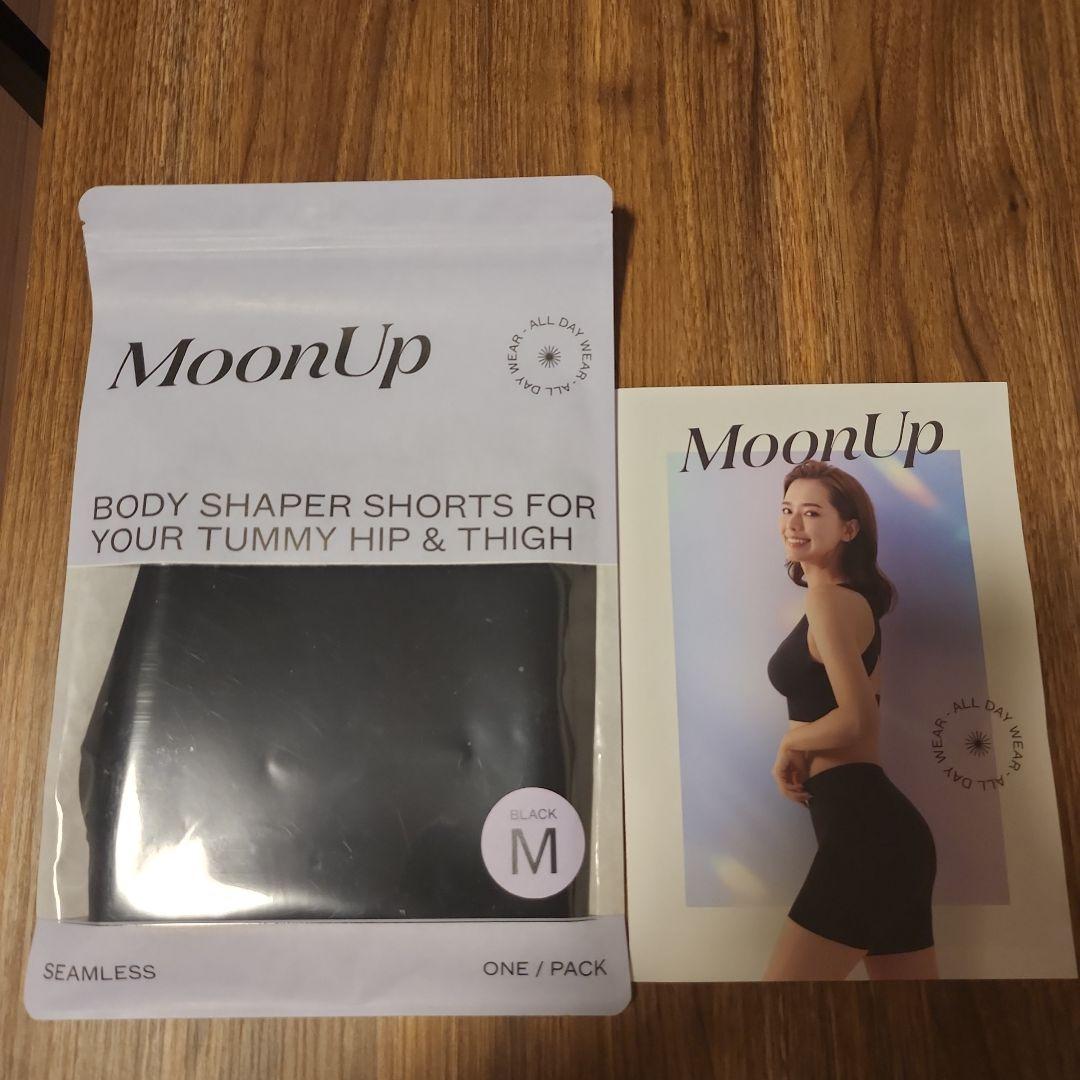 MoonUp
ALL DAY WEAR - ALL DAY WEAR -
BODY SHAPER SHORTS FOR
YOUR TUMMY HIP & THIGH
BLACK
M
SEAMLESS
ONE / PACK
MoonUp
ALL DAY WEAR - ALL DAY WEAR -